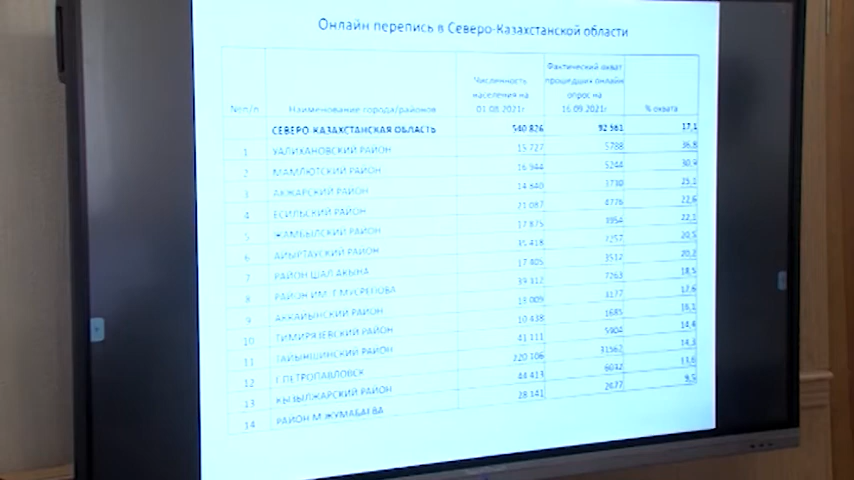 Онлайн перепись в Северо-Казахстанской области
№п/п Наименование города/районов Численность населения на 01.08.2021г. Фактический охват прошедших онлайн опрос на 16.09.2021г. % охвата
СЕВЕРО-КАЗАХСТАНСКАЯ ОБЛАСТЬ 540 826 92 561 17,1
1 УАЛИХАНОВСКИЙ РАЙОН 15 727 5788 36,8
2 МАМЛЮТСКИЙ РАЙОН 16 944 5244 30,9
3 АКЖАРСКИЙ РАЙОН 14 840 3730 25,1
4 ЕСИЛЬСКИЙ РАЙОН 21 087 4776 22,6
5 ЖАМБЫЛСКИЙ РАЙОН 17 875 3954 22,1
6 АЙЫРТАУСКИЙ РАЙОН 35 418 7257 20,5
7 РАЙОН ШАЛ АКЫНА 17 405 3512 20,2
8 РАЙОН ИМ. Г.МУСРЕПОВА 39 312 7263 18,5
9 АККАЙЫНСКИЙ РАЙОН 18 009 3177 17,6
10 ТИМИРЯЗЕВСКИЙ РАЙОН 10 438 1685 16,1
11 ТАЙЫНШИНСКИЙ РАЙОН 41 111 5904 14,4
12 Г.ПЕТРОПАВЛОВСК 220 106 31562 14,3
13 КЫЗЫЛЖАРСКИЙ РАЙОН 44 413 6042 13,6
14 РАЙОН М.ЖУМАБАЕВА 28 141 2677 9,5